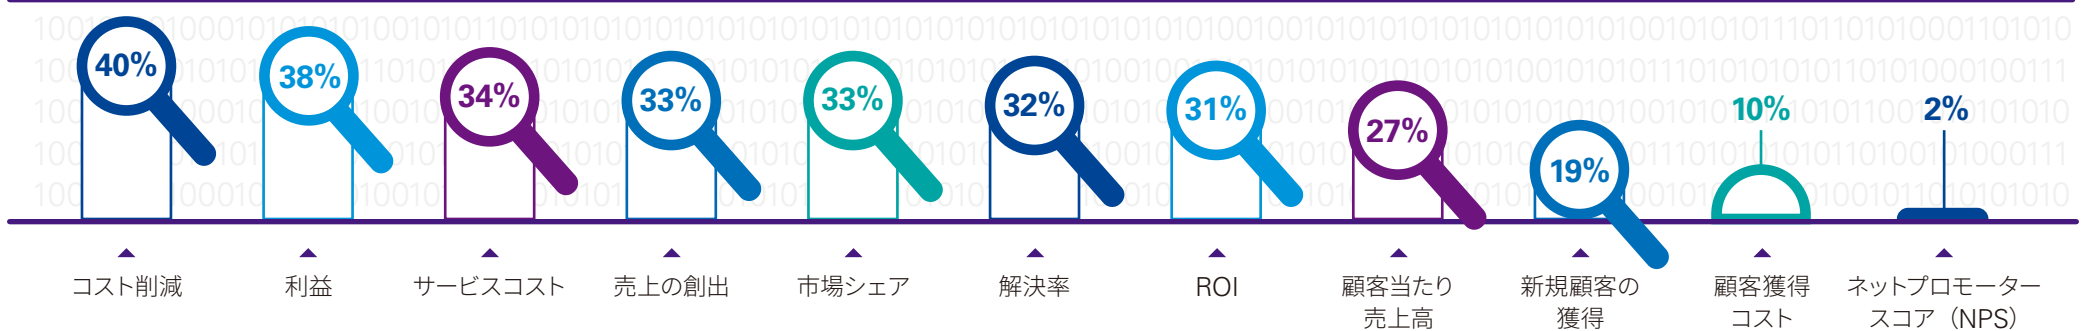 40%
38%
34%
33%
33%
32%
31%
27%
19%
10%
2%
コスト削減
利益
サービスコスト
売上の創出
市場シェア
解決率
ROI
顧客当たり
売上高
新規顧客の
獲得
顧客獲得
コスト
ネットプロモーター
スコア（NPS）